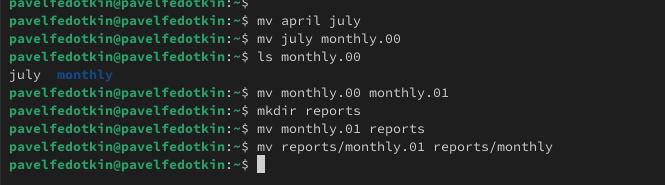 pavelfedotkin@pavelfedotkin:~$
pavelfedotkin@pavelfedotkin:~$ mv april july
pavelfedotkin@pavelfedotkin:~$ mv july monthly.00
pavelfedotkin@pavelfedotkin:~$ ls monthly.00
july  monthly
pavelfedotkin@pavelfedotkin:~$ mv monthly.00 monthly.01
pavelfedotkin@pavelfedotkin:~$ mkdir reports
pavelfedotkin@pavelfedotkin:~$ mv monthly.01 reports
pavelfedotkin@pavelfedotkin:~$ mv reports/monthly.01 reports/monthly
pavelfedotkin@pavelfedotkin:~$